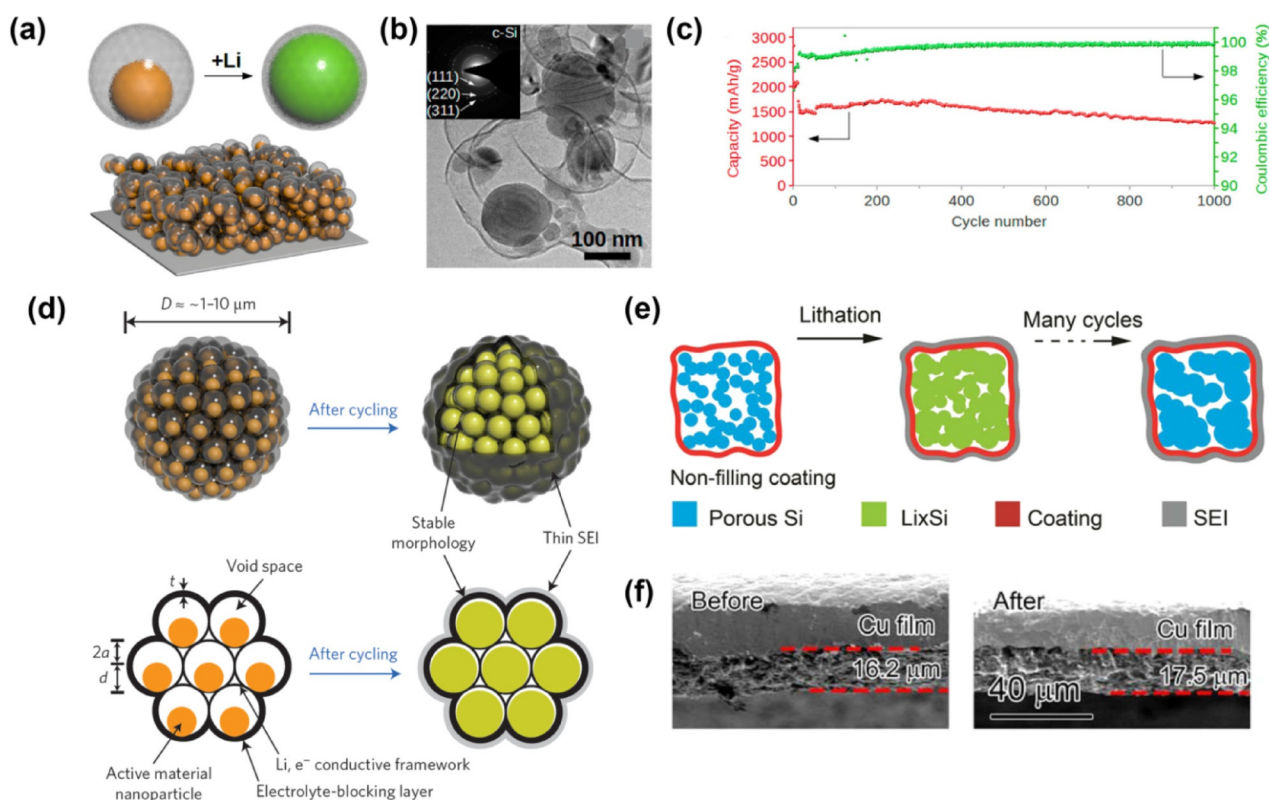 (a)
+Li
(b)
c-Si
(111)
(220)
(311)
100 nm
(c)
Capacity (mAh/g)
3000
2500
2000
1500
1000
500
0
100
98
96
94
92
90
Coulombic efficiency (%)
0
200
400
600
800
1000
Cycle number
(d)
D ≈ ~1–10 μm
After cycling
Stable
morphology
Thin SEI
Void space
t
2a
d
After cycling
Li, e⁻ conductive framework
Active material
nanoparticle
Electrolyte-blocking layer
(e)
Lithation
Many cycles
Non-filling coating
Porous Si
LixSi
Coating
SEI
(f)
Before
Cu film
16.2 μm
After
Cu film
17.5 μm
40 μm